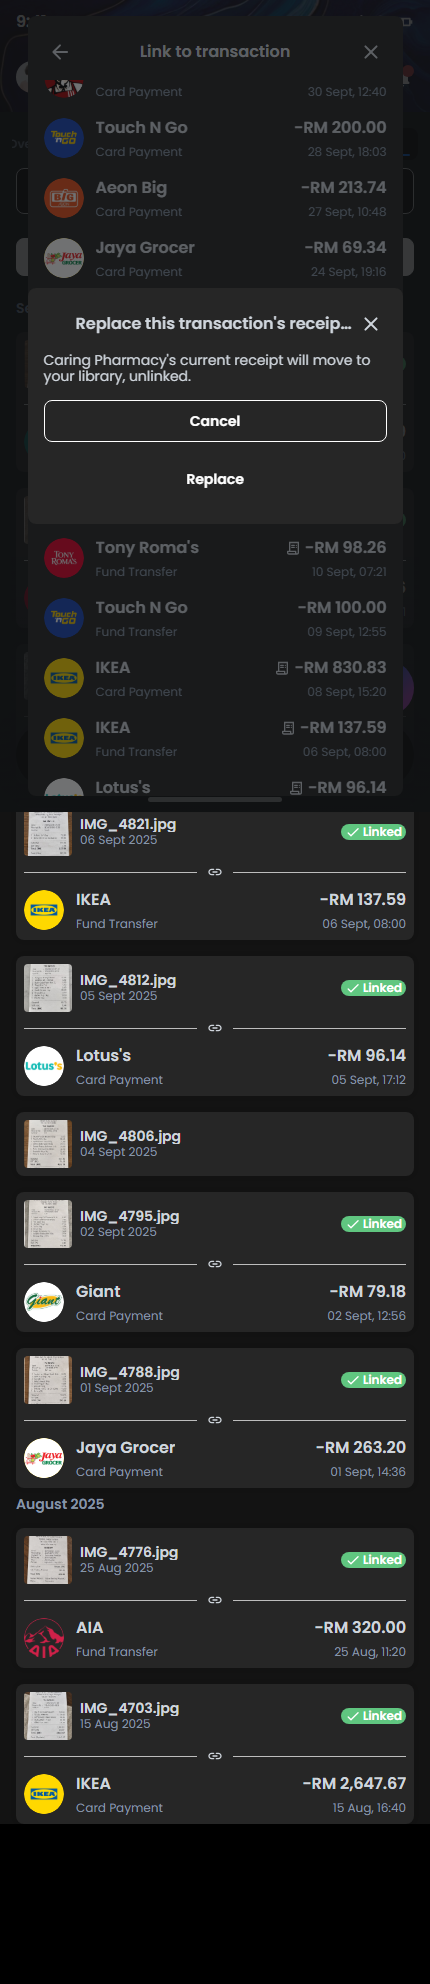 9:
Link to transaction
Card Payment
30 Sept, 12:40
Touch N Go
-RM 200.00
Card Payment
28 Sept, 18:03
Aeon Big
-RM 213.74
Card Payment
27 Sept, 10:48
Jaya Grocer
-RM 69.34
Card Payment
24 Sept, 19:16
Replace this transaction's receip...
Caring Pharmacy's current receipt will move to
your library, unlinked.
Cancel
Replace
Tony Roma's
-RM 98.26
Fund Transfer
10 Sept, 07:21
Touch N Go
-RM 100.00
Fund Transfer
09 Sept, 12:55
IKEA
-RM 830.83
Card Payment
08 Sept, 15:20
IKEA
-RM 137.59
Fund Transfer
06 Sept, 08:00
Lotus's
-RM 96.14
IMG_4821.jpg
06 Sept 2025
Linked
IKEA
-RM 137.59
Fund Transfer
06 Sept, 08:00
IMG_4812.jpg
05 Sept 2025
Linked
Lotus's
-RM 96.14
Card Payment
05 Sept, 17:12
IMG_4806.jpg
04 Sept 2025
IMG_4795.jpg
02 Sept 2025
Linked
Giant
-RM 79.18
Card Payment
02 Sept, 12:56
IMG_4788.jpg
01 Sept 2025
Linked
Jaya Grocer
-RM 263.20
Card Payment
01 Sept, 14:36
August 2025
IMG_4776.jpg
25 Aug 2025
Linked
AIA
-RM 320.00
Fund Transfer
25 Aug, 11:20
IMG_4703.jpg
15 Aug 2025
Linked
IKEA
-RM 2,647.67
Card Payment
15 Aug, 16:40